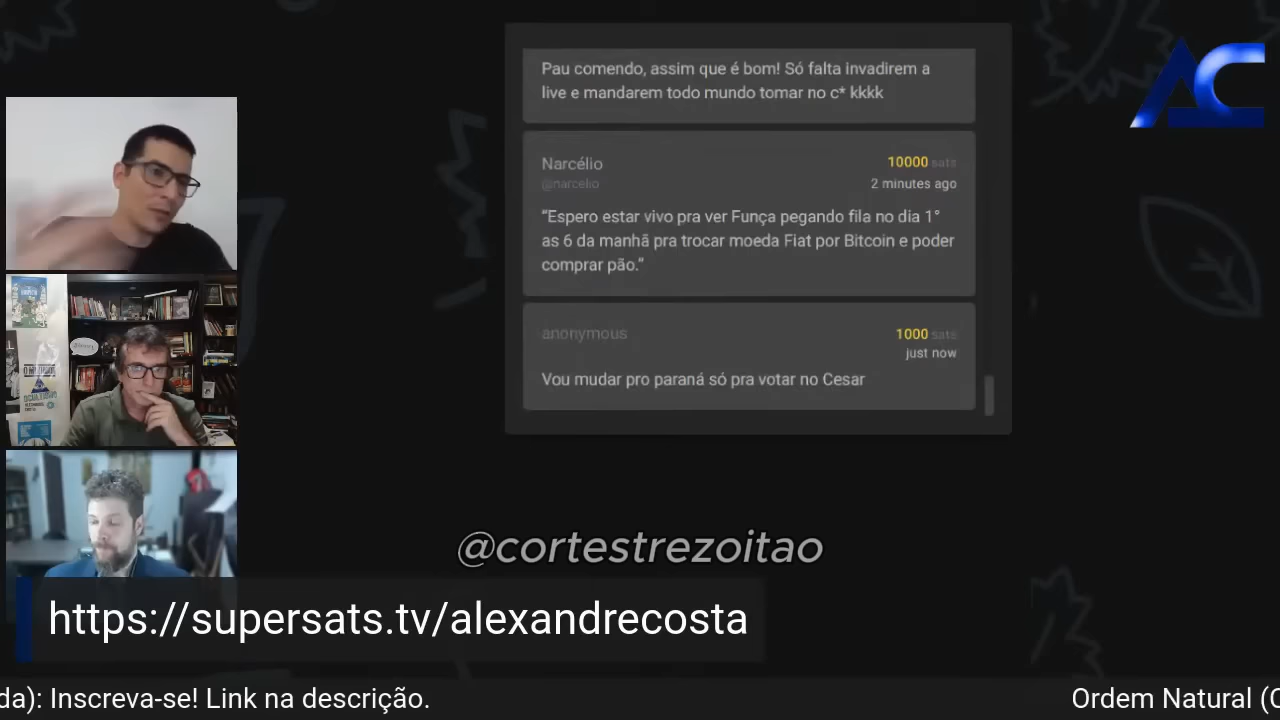 Pau comendo, assim que é bom! Só falta invadirem a
live e mandarem todo mundo tomar no c* kkkk
Narcélio
10000 sats
@narcelio
2 minutes ago
“Espero estar vivo pra ver Funça pegando fila no dia 1°
as 6 da manhã pra trocar moeda Fiat por Bitcoin e poder
comprar pão.”
anonymous
1000 sats
just now
Vou mudar pro paraná só pra votar no Cesar
AC
@cortestrezoitao
https://supersats.tv/alexandrecosta
da): Inscreva-se! Link na descrição.
Ordem Natural (C